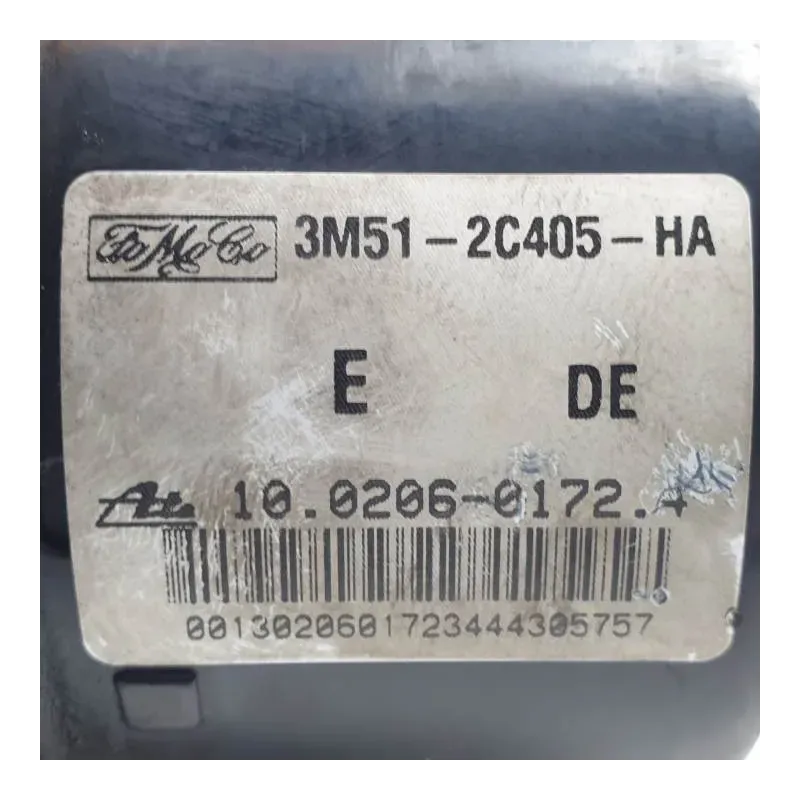 FoMoCo 3M51-2C405-HA
E DE
Ate 10.0206-0172.4
0013020601723444305757